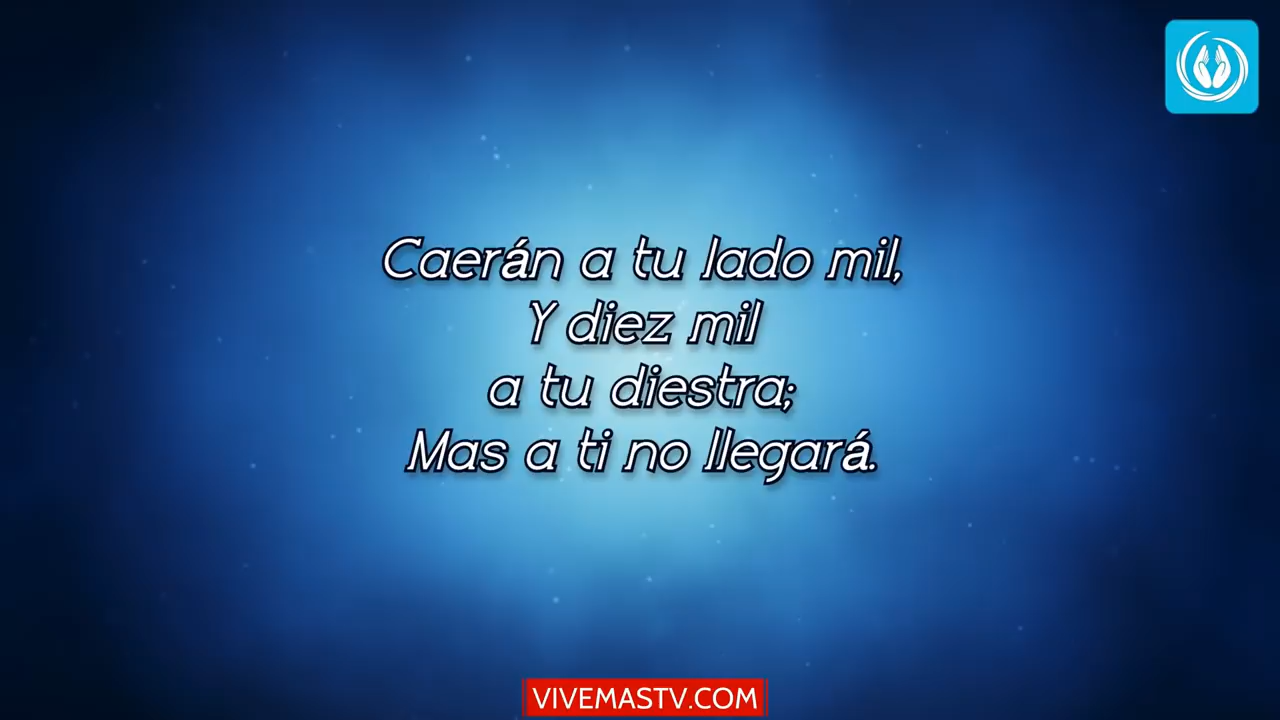 Caerán a tu lado mil,
Y diez mil
a tu diestra;
Mas a ti no llegará.
VIVEMASTV.COM